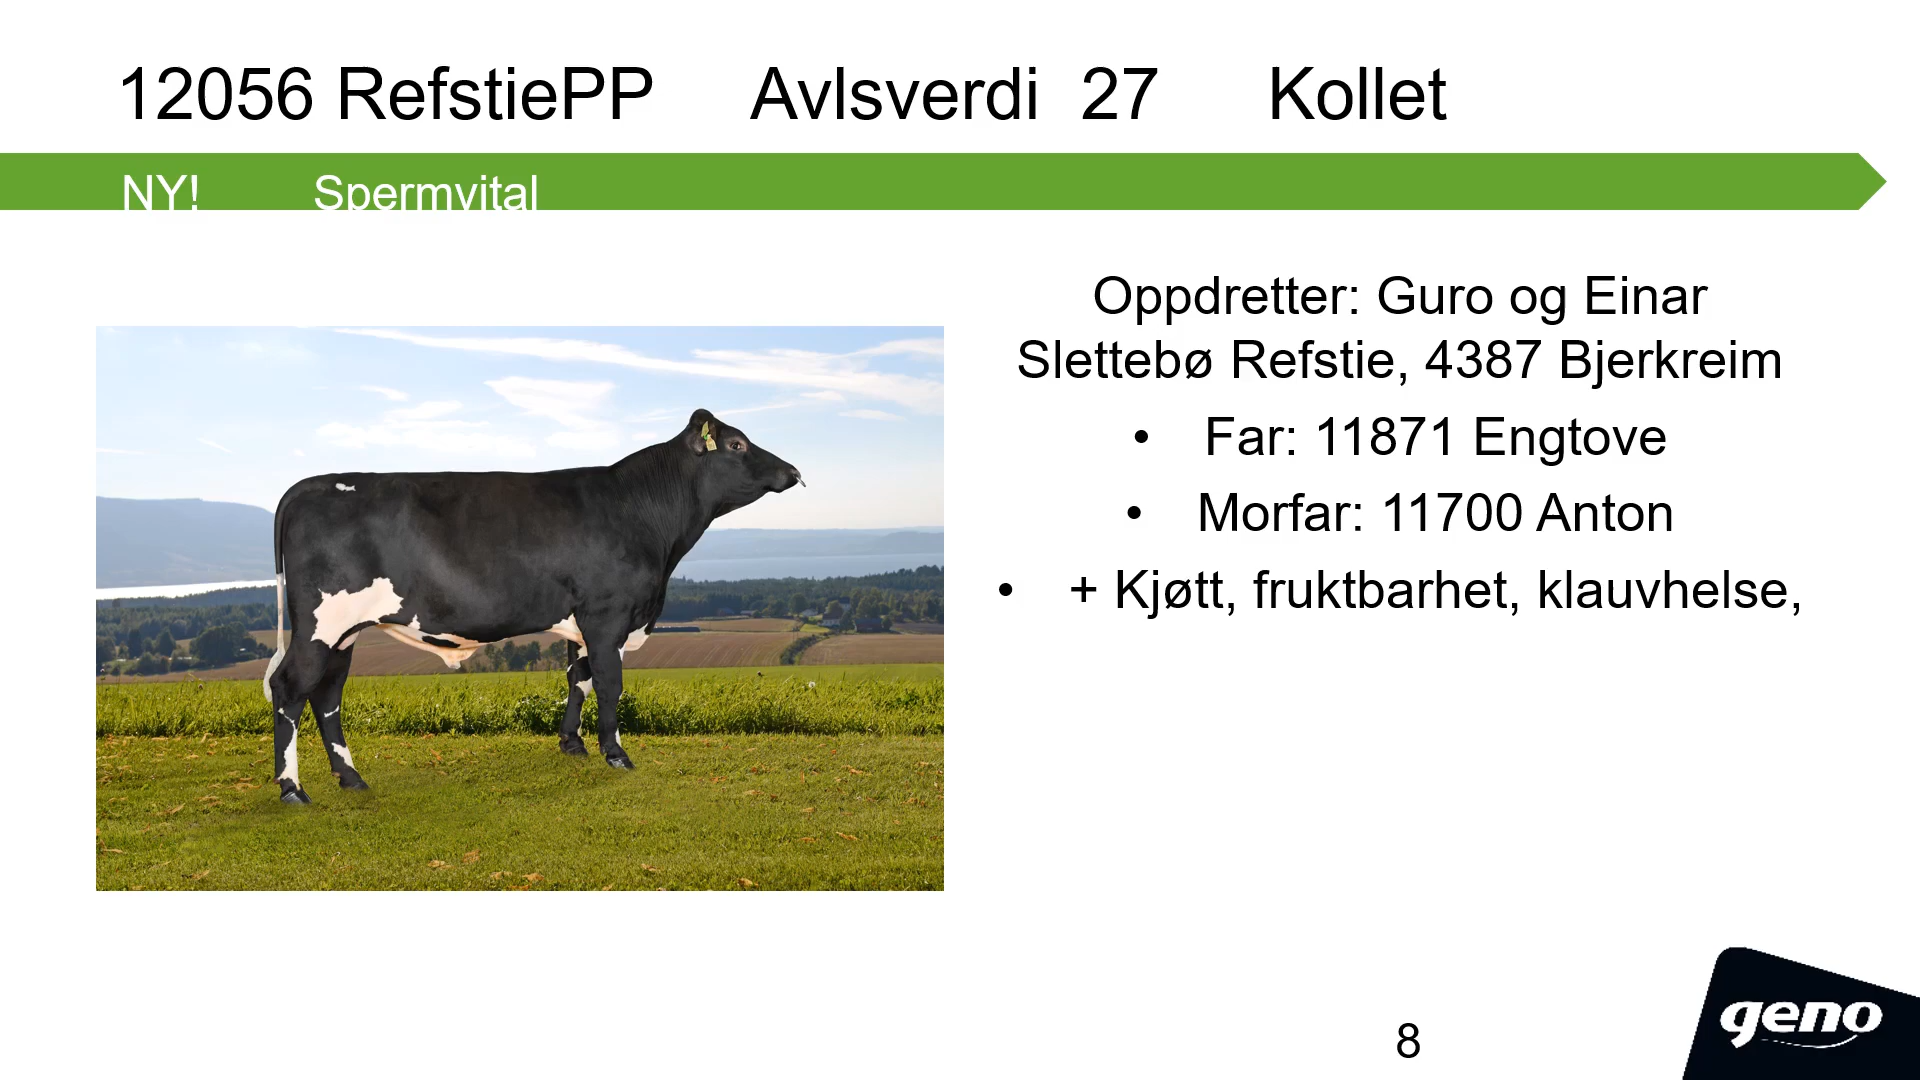 12056 RefstiePP Avlsverdi 27 Kollet
NY! Spermvital
Oppdretter: Guro og Einar
Slettebø Refstie, 4387 Bjerkreim
• Far: 11871 Engtove
• Morfar: 11700 Anton
• + Kjøtt, fruktbarhet, klauvhelse,
8
geno